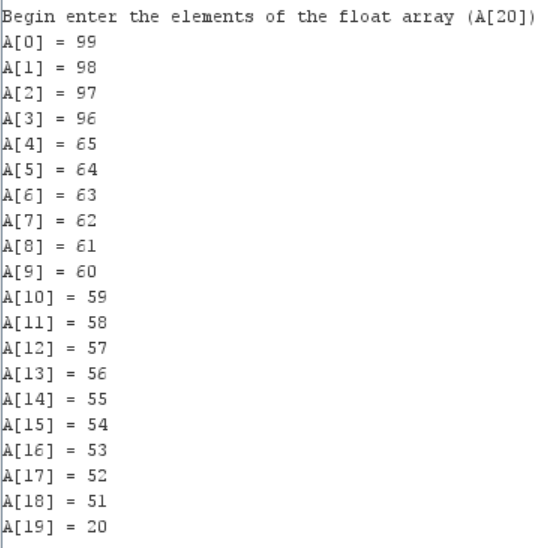 Begin enter the elements of the float array (A[20])
A[0] = 99
A[1] = 98
A[2] = 97
A[3] = 96
A[4] = 65
A[5] = 64
A[6] = 63
A[7] = 62
A[8] = 61
A[9] = 60
A[10] = 59
A[11] = 58
A[12] = 57
A[13] = 56
A[14] = 55
A[15] = 54
A[16] = 53
A[17] = 52
A[18] = 51
A[19] = 20